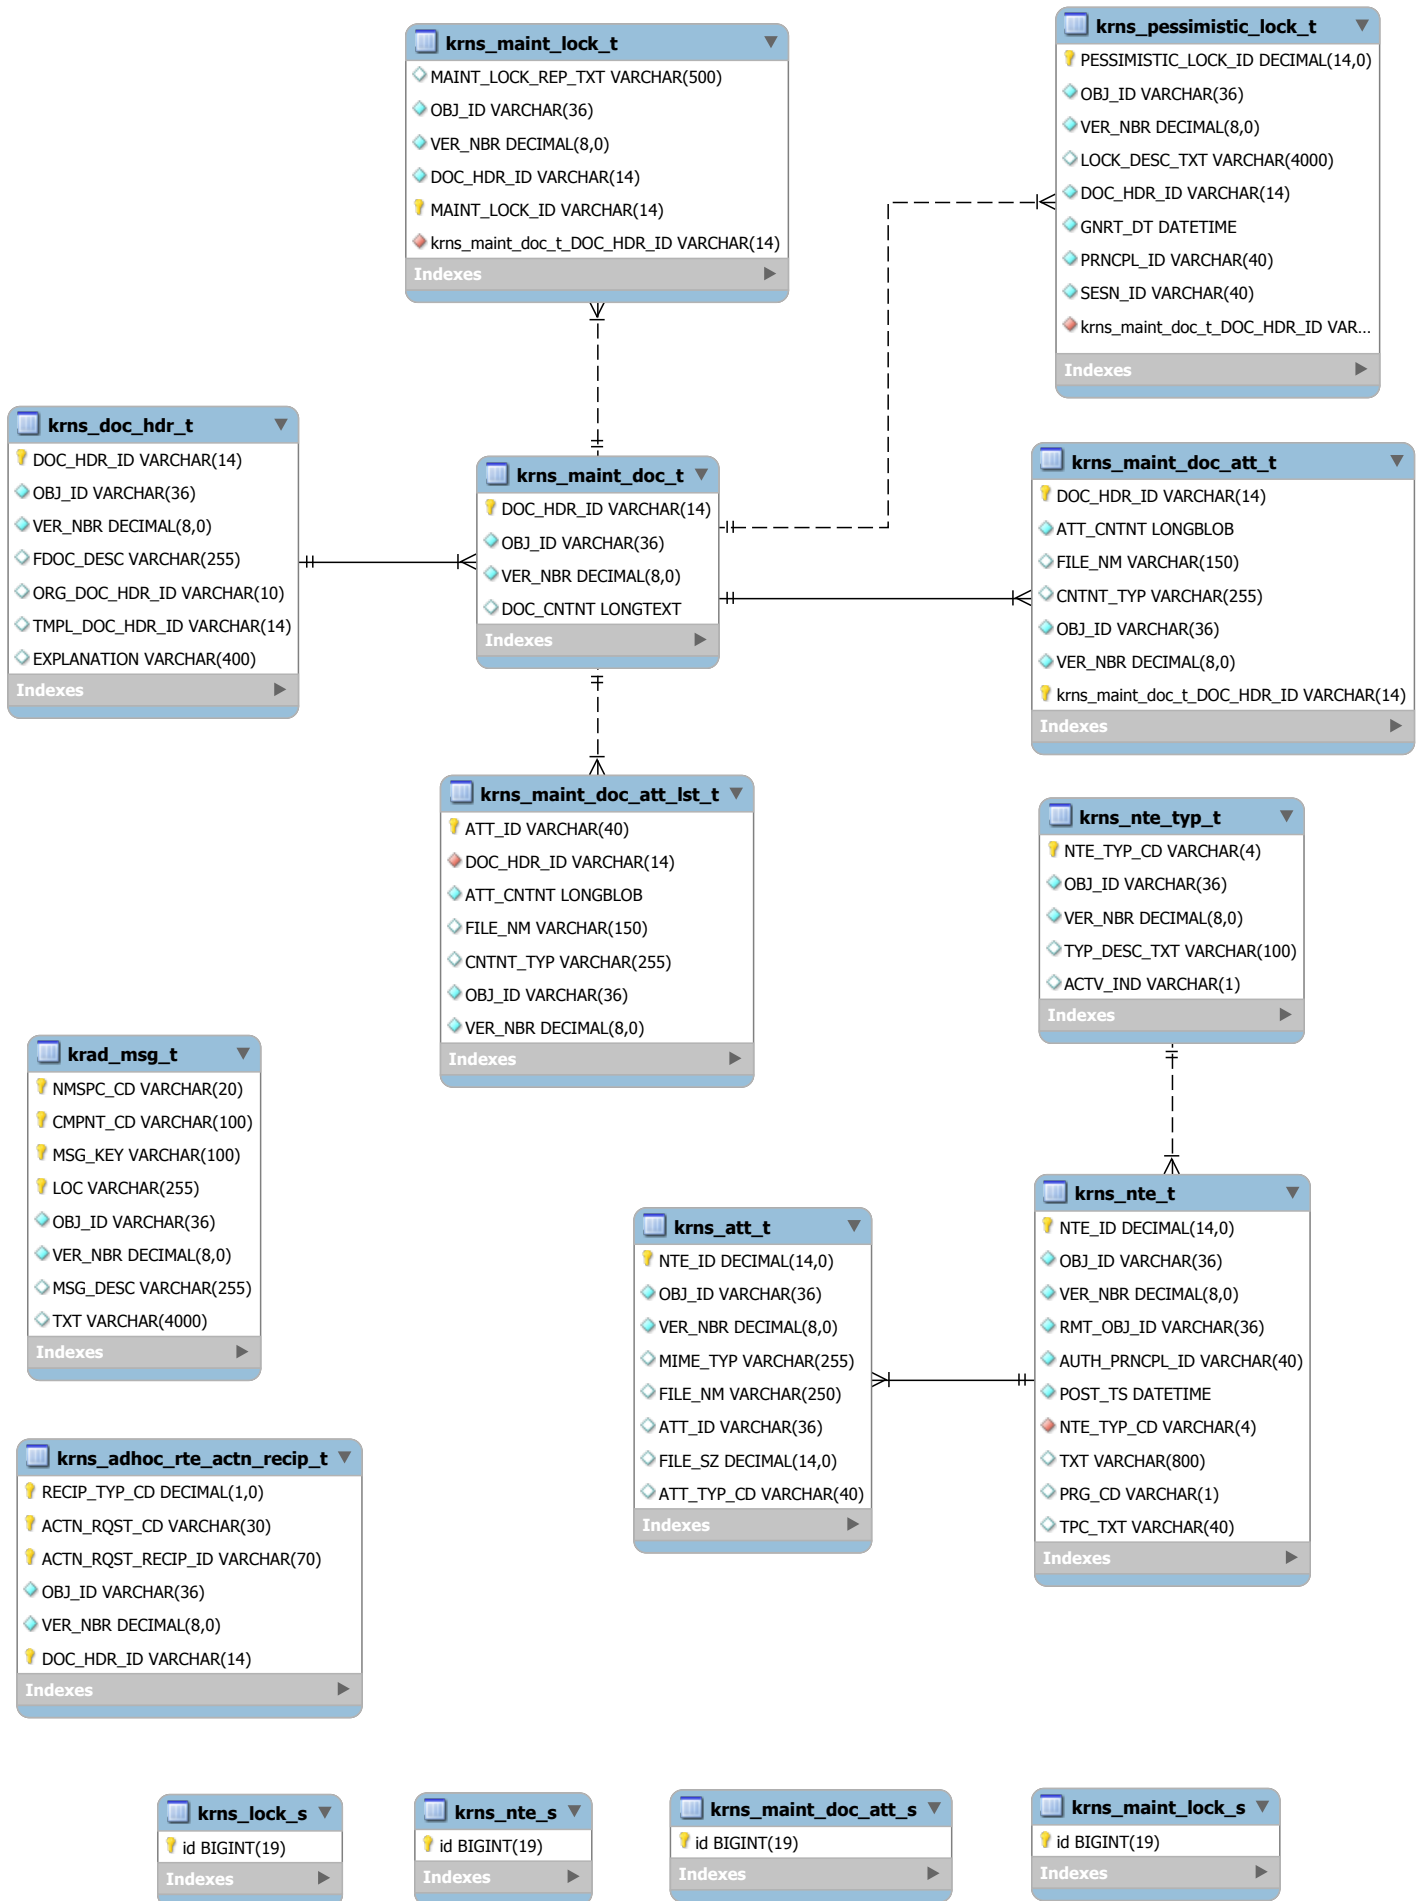 krns_maint_lock_t
MAINT_LOCK_REP_TXT VARCHAR(500)
OBJ_ID VARCHAR(36)
VER_NBR DECIMAL(8,0)
DOC_HDR_ID VARCHAR(14)
MAINT_LOCK_ID VARCHAR(14)
krns_maint_doc_t_DOC_HDR_ID VARCHAR(14)
Indexes
krns_pessimistic_lock_t
PESSIMISTIC_LOCK_ID DECIMAL(14,0)
OBJ_ID VARCHAR(36)
VER_NBR DECIMAL(8,0)
LOCK_DESC_TXT VARCHAR(4000)
DOC_HDR_ID VARCHAR(14)
GNRT_DT DATETIME
PRNCPL_ID VARCHAR(40)
SESN_ID VARCHAR(40)
krns_maint_doc_t_DOC_HDR_ID VAR...
Indexes
krns_doc_hdr_t
DOC_HDR_ID VARCHAR(14)
OBJ_ID VARCHAR(36)
VER_NBR DECIMAL(8,0)
FDOC_DESC VARCHAR(255)
ORG_DOC_HDR_ID VARCHAR(10)
TMPL_DOC_HDR_ID VARCHAR(14)
EXPLANATION VARCHAR(400)
Indexes
krns_maint_doc_t
DOC_HDR_ID VARCHAR(14)
OBJ_ID VARCHAR(36)
VER_NBR DECIMAL(8,0)
DOC_CNTNT LONGTEXT
Indexes
krns_maint_doc_att_t
DOC_HDR_ID VARCHAR(14)
ATT_CNTNT LONGBLOB
FILE_NM VARCHAR(150)
CNTNT_TYP VARCHAR(255)
OBJ_ID VARCHAR(36)
VER_NBR DECIMAL(8,0)
krns_maint_doc_t_DOC_HDR_ID VARCHAR(14)
Indexes
krns_maint_doc_att_lst_t
ATT_ID VARCHAR(40)
DOC_HDR_ID VARCHAR(14)
ATT_CNTNT LONGBLOB
FILE_NM VARCHAR(150)
CNTNT_TYP VARCHAR(255)
OBJ_ID VARCHAR(36)
VER_NBR DECIMAL(8,0)
Indexes
krns_nte_typ_t
NTE_TYP_CD VARCHAR(4)
OBJ_ID VARCHAR(36)
VER_NBR DECIMAL(8,0)
TYP_DESC_TXT VARCHAR(100)
ACTV_IND VARCHAR(1)
Indexes
krad_msg_t
NMSPC_CD VARCHAR(20)
CMPNT_CD VARCHAR(100)
MSG_KEY VARCHAR(100)
LOC VARCHAR(255)
OBJ_ID VARCHAR(36)
VER_NBR DECIMAL(8,0)
MSG_DESC VARCHAR(255)
TXT VARCHAR(4000)
Indexes
krns_att_t
NTE_ID DECIMAL(14,0)
OBJ_ID VARCHAR(36)
VER_NBR DECIMAL(8,0)
MIME_TYP VARCHAR(255)
FILE_NM VARCHAR(250)
ATT_ID VARCHAR(36)
FILE_SZ DECIMAL(14,0)
ATT_TYP_CD VARCHAR(40)
Indexes
krns_nte_t
NTE_ID DECIMAL(14,0)
OBJ_ID VARCHAR(36)
VER_NBR DECIMAL(8,0)
RMT_OBJ_ID VARCHAR(36)
AUTH_PRNCPL_ID VARCHAR(40)
POST_TS DATETIME
NTE_TYP_CD VARCHAR(4)
TXT VARCHAR(800)
PRG_CD VARCHAR(1)
TPC_TXT VARCHAR(40)
Indexes
krns_adhoc_rte_actn_recip_t
RECIP_TYP_CD DECIMAL(1,0)
ACTN_RQST_CD VARCHAR(30)
ACTN_RQST_RECIP_ID VARCHAR(70)
OBJ_ID VARCHAR(36)
VER_NBR DECIMAL(8,0)
DOC_HDR_ID VARCHAR(14)
Indexes
krns_lock_s
id BIGINT(19)
Indexes
krns_nte_s
id BIGINT(19)
Indexes
krns_maint_doc_att_s
id BIGINT(19)
Indexes
krns_maint_lock_s
id BIGINT(19)
Indexes